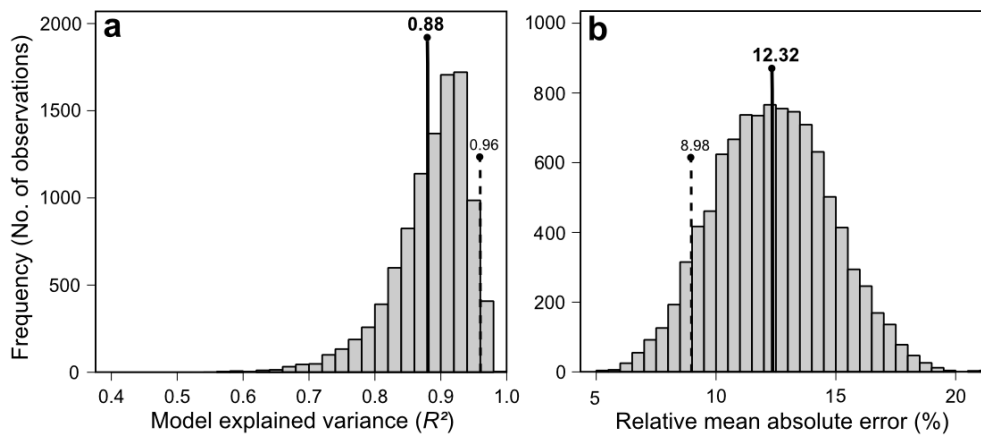 a
0.88
0.96
2000
1500
1000
500
0
0.4 0.5 0.6 0.7 0.8 0.9 1.0
Frequency (No. of observations)
Model explained variance (R²)
b
12.32
8.98
1000
800
600
400
200
0
5 10 15 20
Relative mean absolute error (%)